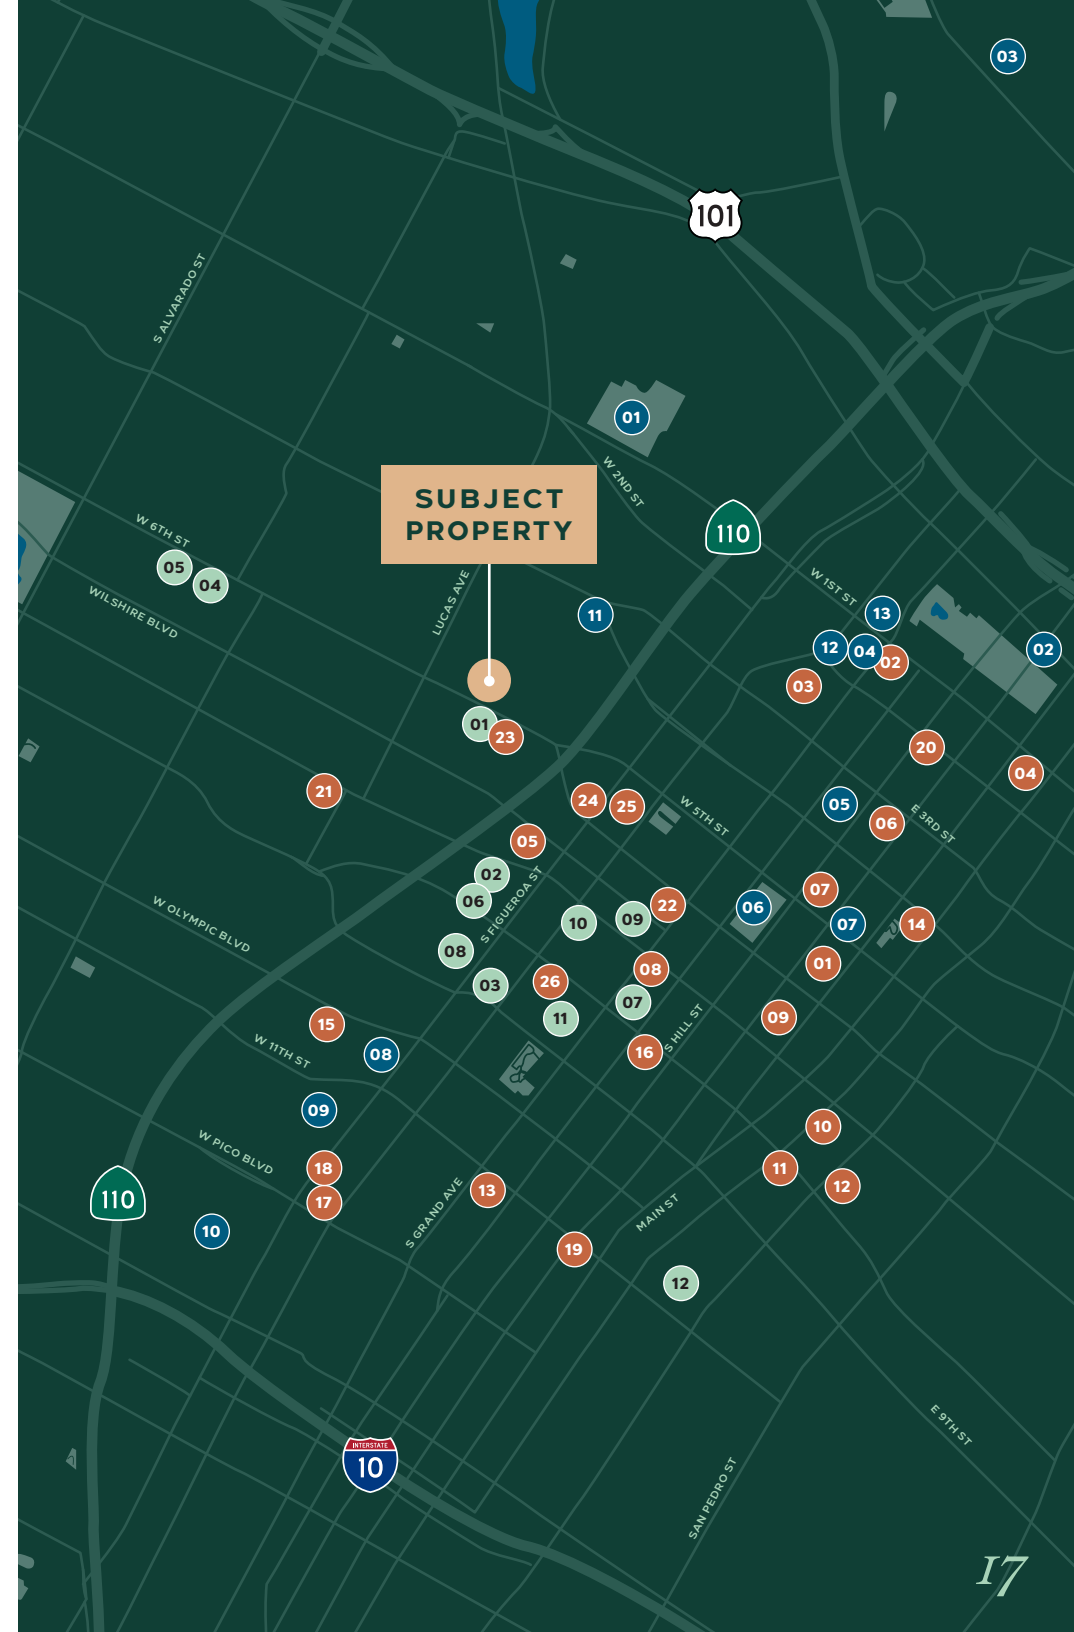 03
101
S ALVARADO ST
01
W 2ND ST
SUBJECT
PROPERTY
110
W 6TH ST
05
04
WILSHIRE BLVD
LUCAS AVE
11
W 1ST ST
13
12
04
02
02
03
01
23
20
04
21
24
25
W 5TH ST
05
06
E 3RD ST
05
02
06
S FIGUEROA ST
10
09
22
06
07
07
14
W OLYMPIC BLVD
08
03
26
08
01
07
11
09
15
W 11TH ST
08
16
S HILL ST
09
10
W PICO BLVD
18
17
11
12
110
10
S GRAND AVE
13
MAIN ST
19
12
E 9TH ST
INTERSTATE
10
SAN PEDRO ST
17